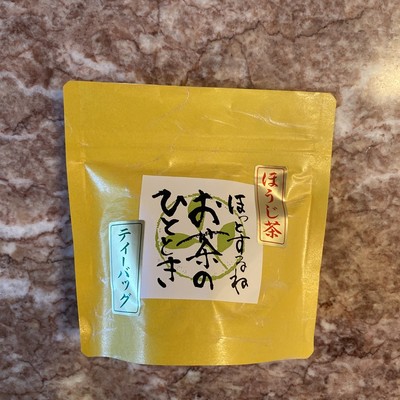 ほうじ茶
ほっとするね
お茶の
ひととき
ティーバッグ